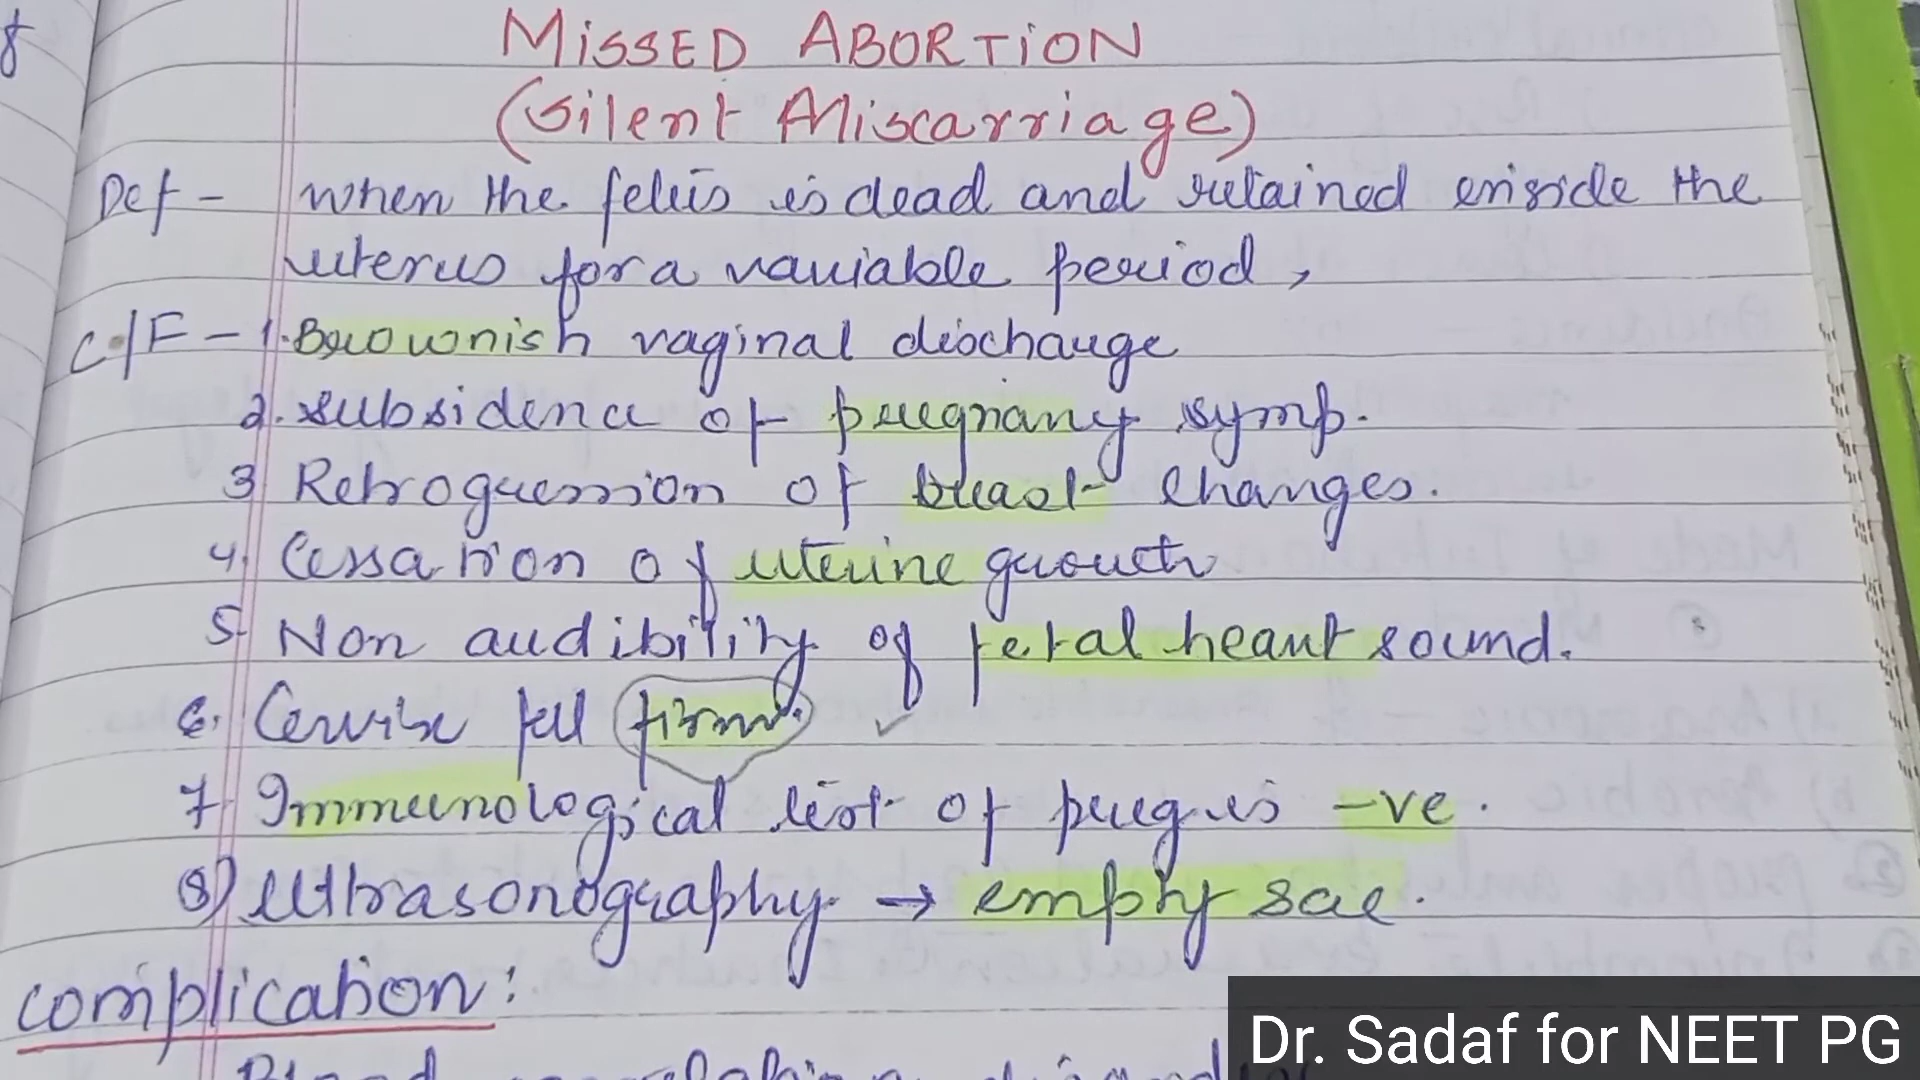 MISSED ABORTION
(Silent Miscarriage)
Def - when the fetus is dead and retained inside the
uterus for a variable period,
C/F - 1. Brownish vaginal discharge
2. subsidence of pregnancy symp.
3 Retrogression of breast changes.
4. Cessation of uterine growth
5. Non audibility of fetal heart sound.
6. Cervix fell firm.
7. Immunological test of preg is -ve.
8) Ultrasonography → empty sac.
complication:
Blood
Dr. Sadaf for NEET PG